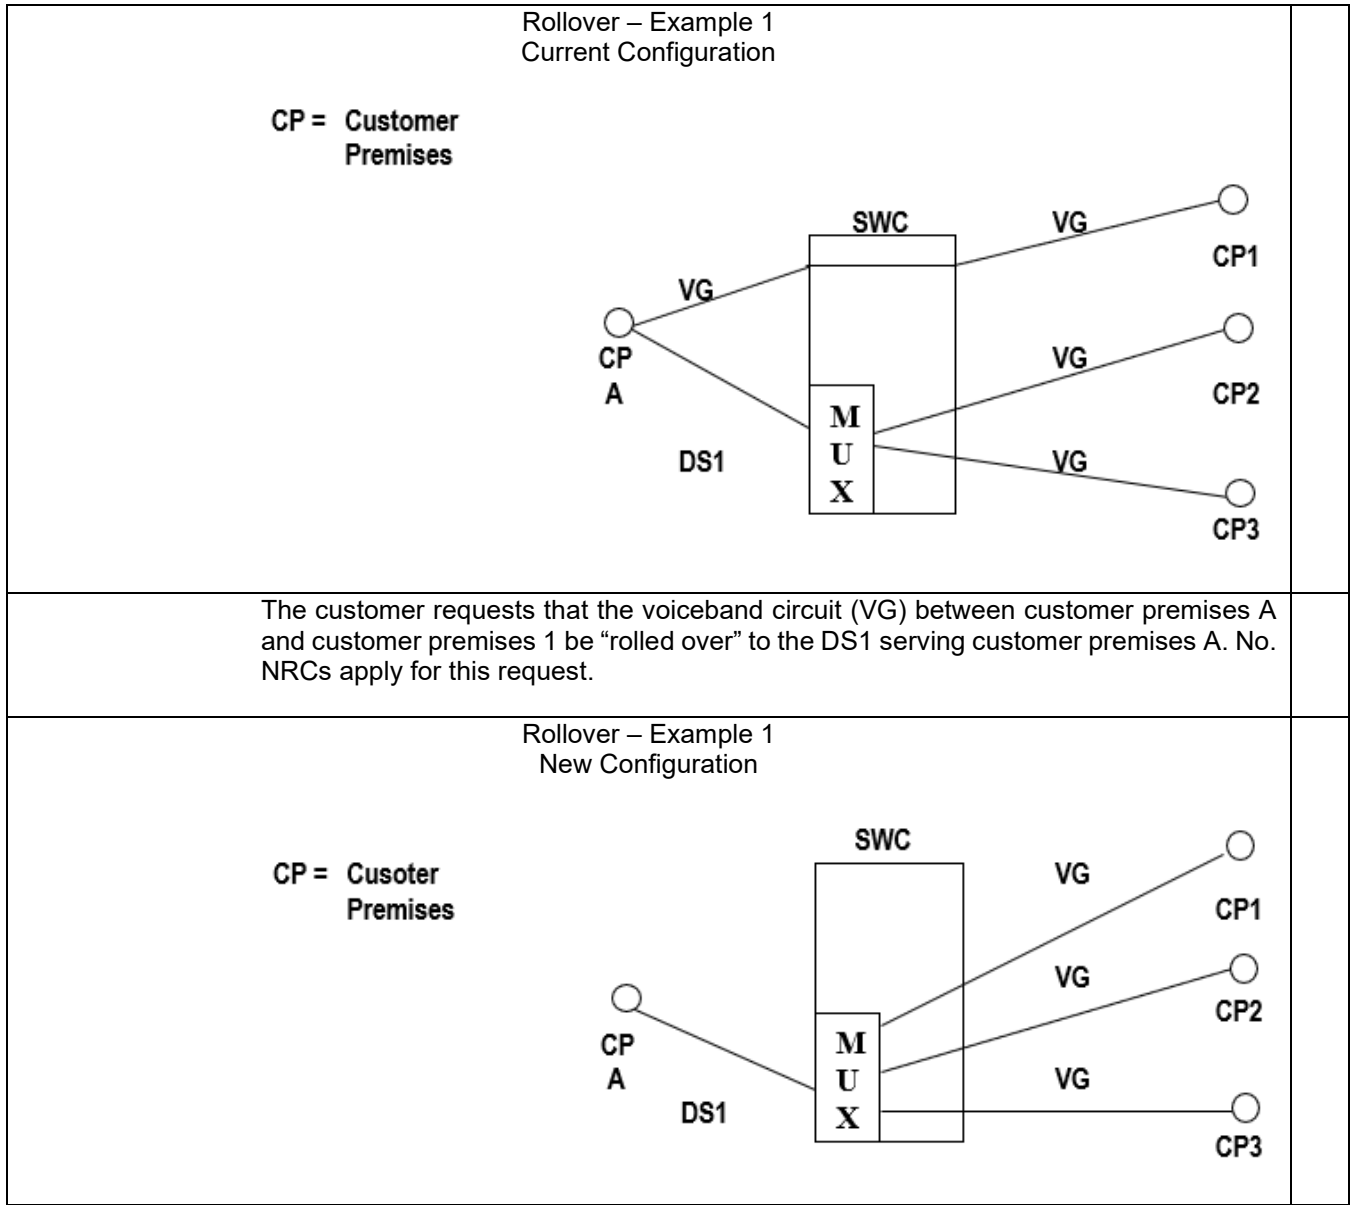 Rollover – Example 1
Current Configuration
CP = Customer
Premises
SWC
VG
CP1
VG
CP
A
VG
CP2
M
U
X
DS1
VG
CP3
The customer requests that the voiceband circuit (VG) between customer premises A
and customer premises 1 be “rolled over” to the DS1 serving customer premises A. No.
NRCs apply for this request.
Rollover – Example 1
New Configuration
SWC
CP = Cusoter
Premises
VG
CP1
VG
CP2
CP
A
M
U
X
VG
DS1
CP3